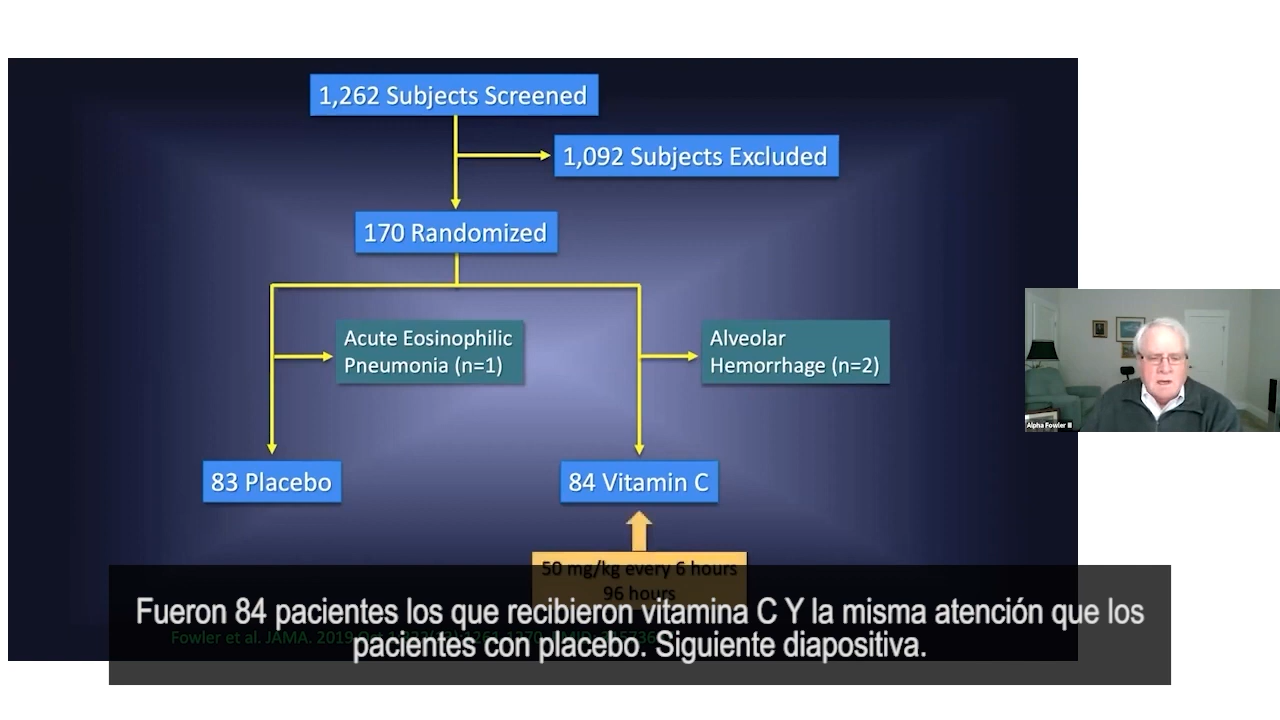 1,262 Subjects Screened
1,092 Subjects Excluded
170 Randomized
Acute Eosinophilic
Pneumonia (n=1)
Alveolar
Hemorrhage (n=2)
83 Placebo
84 Vitamin C
50 mg/kg every 6 hours
96 hours
Fowler et al. JAMA. 2019
Fueron 84 pacientes los que recibieron vitamina C Y la misma atención que los
pacientes con placebo. Siguiente diapositiva.
Alpha Fowler II